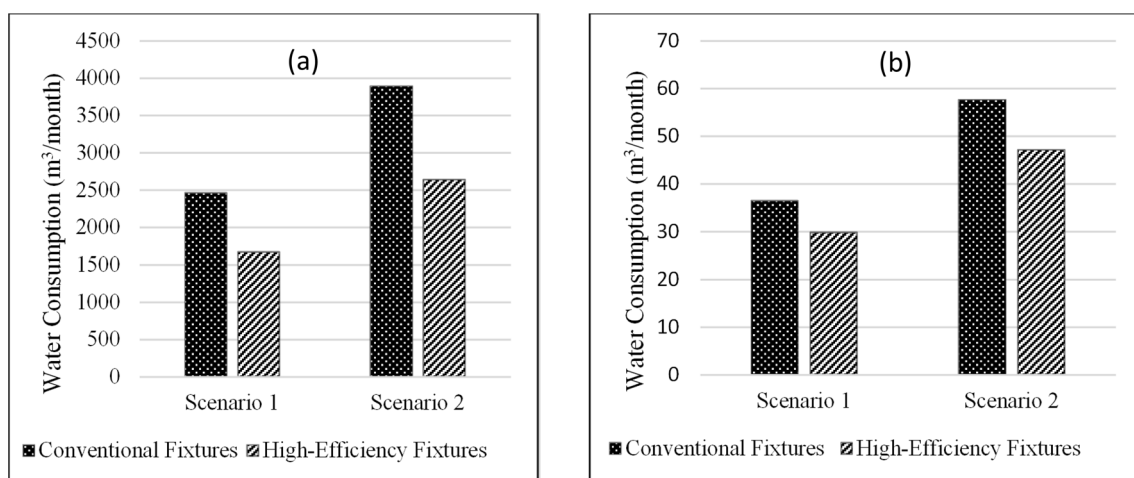 (a)
Water Consumption (m³/month)
4500
4000
3500
3000
2500
2000
1500
1000
500
0
Scenario 1 Scenario 2
Conventional Fixtures High-Efficiency Fixtures
(b)
Water Consumption (m³/month)
70
60
50
40
30
20
10
0
Scenario 1 Scenario 2
Conventional Fixtures High-Efficiency Fixtures